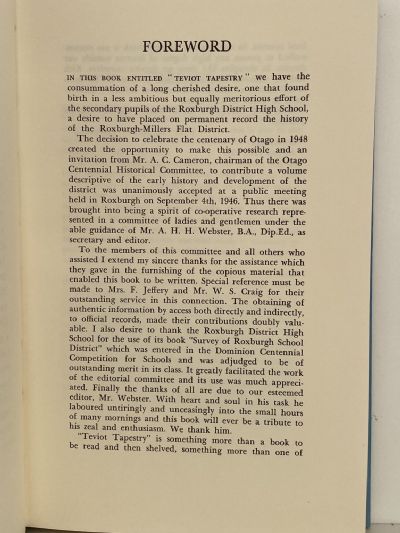 FOREWORD
IN THIS BOOK ENTITLED "TEVIOT TAPESTRY" we have the
consummation of a long cherished desire, one that found
birth in a less ambitious but equally meritorious effort of
the secondary pupils of the Roxburgh District High School,
a desire to have placed on permanent record the history
of the Roxburgh-Millers Flat District.
The decision to celebrate the centenary of Otago in 1948
created the opportunity to make this possible and an
invitation from Mr. A. C. Cameron, chairman of the Otago
Centennial Historical Committee, to contribute a volume
descriptive of the early history and development of the
district was unanimously accepted at a public meeting
held in Roxburgh on September 4th, 1946. Thus there was
brought into being a spirit of co-operative research repre-
sented in a committee of ladies and gentlemen under the
able guidance of Mr. A. H. H. Webster, B.A., Dip.Ed., as
secretary and editor.
To the members of this committee and all others who
assisted I extend my sincere thanks for the assistance which
they gave in the furnishing of the copious material that
enabled this book to be written. Special reference must be
made to Mrs. F. Jeffery and Mr. W. S. Craig for their
outstanding service in this connection. The obtaining of
authentic information by access both directly and indirectly,
to official records, made their contributions doubly valu-
able. I also desire to thank the Roxburgh District High
School for the use of its book "Survey of Roxburgh School
District" which was entered in the Dominion Centennial
Competition for Schools and was adjudged to be of
outstanding merit in its class. It greatly facilitated the work
of the editorial committee and its use was much appreci-
ated. Finally the thanks of all are due to our esteemed
editor, Mr. Webster. With heart and soul in his task he
laboured untiringly and unceasingly into the small hours
of many mornings and this book will ever be a tribute to
his zeal and enthusiasm. We thank him.
"Teviot Tapestry" is something more than a book to
be read and then shelved, something more than one of